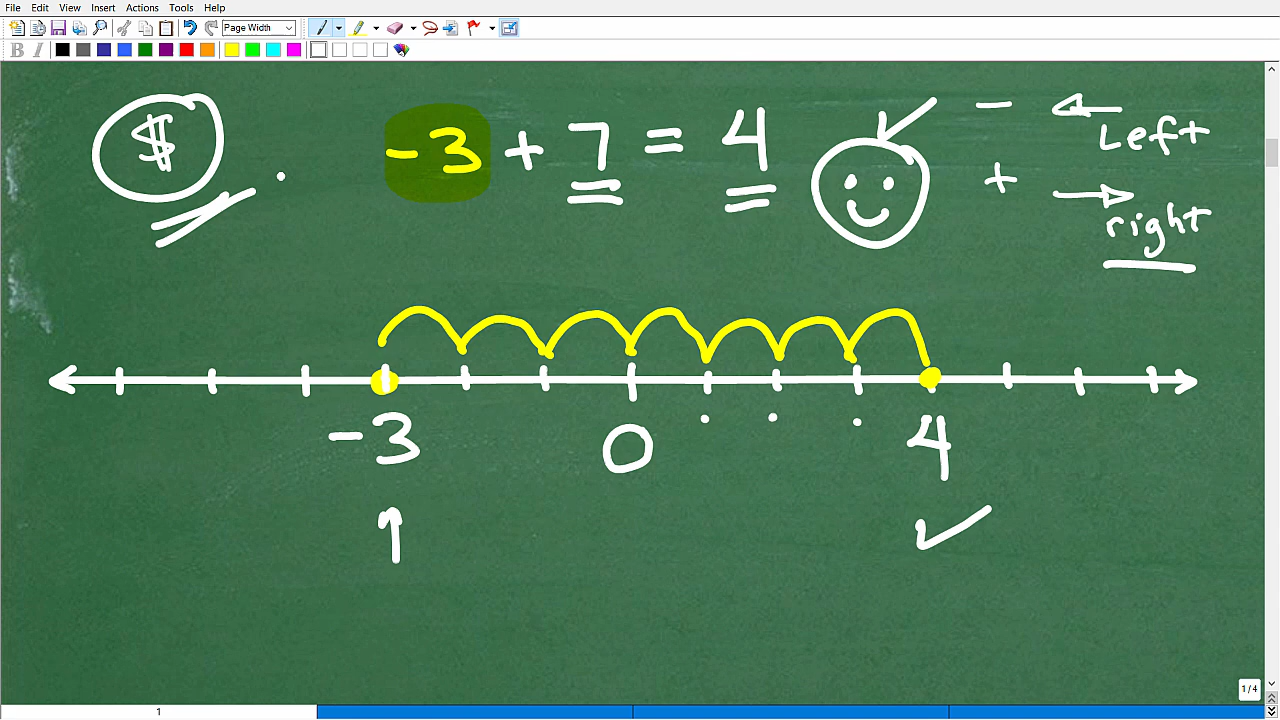 File Edit View Insert Actions Tools Help
Page Width
B I
$ -3 + 7 = 4 - Left
+ right
-3 0 4
1/4
1